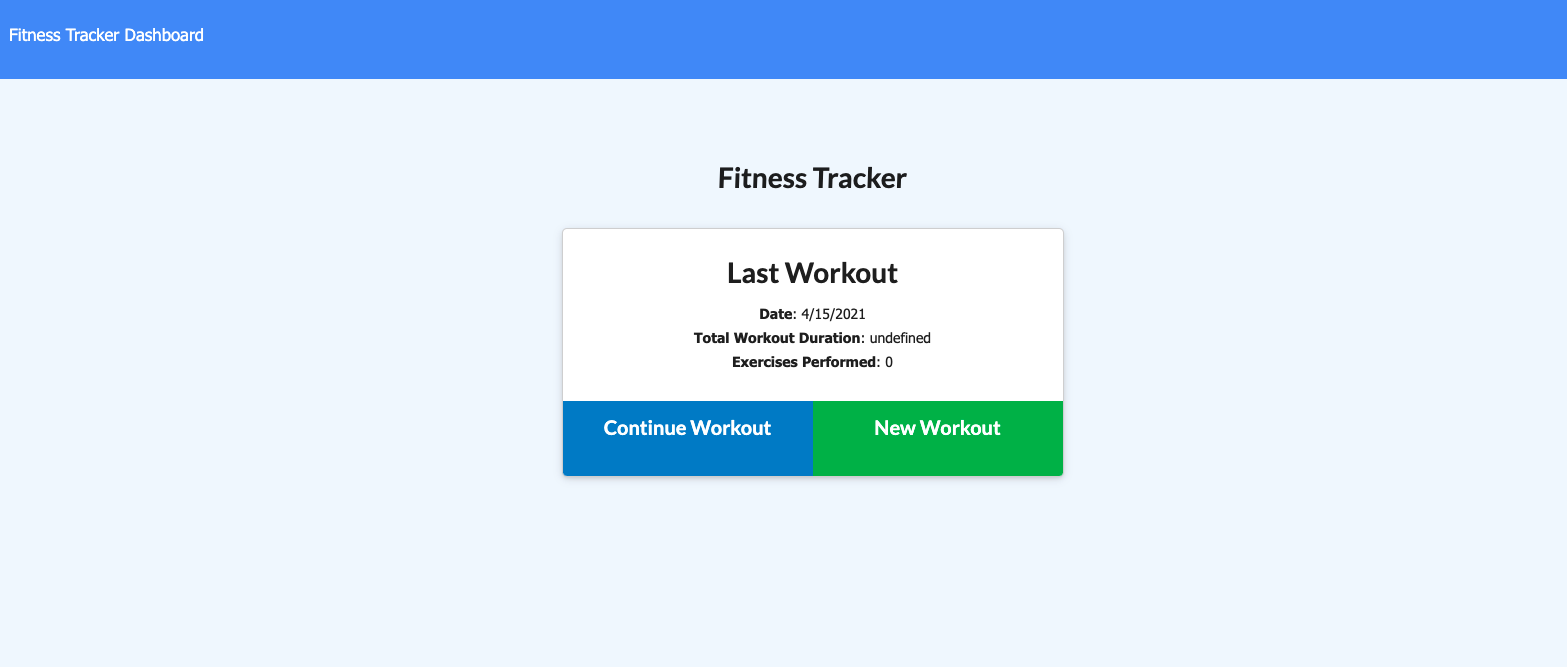 Fitness Tracker Dashboard
Fitness Tracker
Last Workout
Date: 4/15/2021
Total Workout Duration: undefined
Exercises Performed: 0
Continue Workout
New Workout